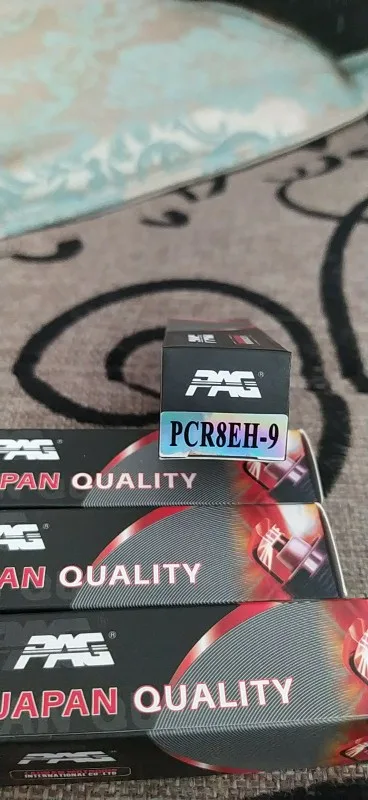 PAG®
PCR8EH-9
PAG®
PAN QUALITY
AG®
AN QUALITY
PAG®
JAPAN QUALITY
PAG
INTERNATIONAL CO.,LTD